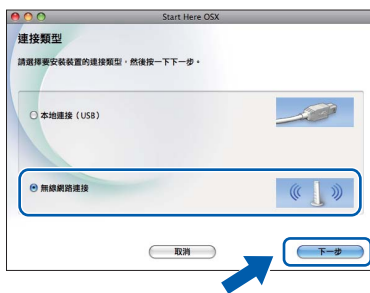 Start Here OSX
連接類型
請選擇要安裝裝置的連接類型，然後按一下下一步。
本地連接（USB）
無線網路連接
取消
下一步